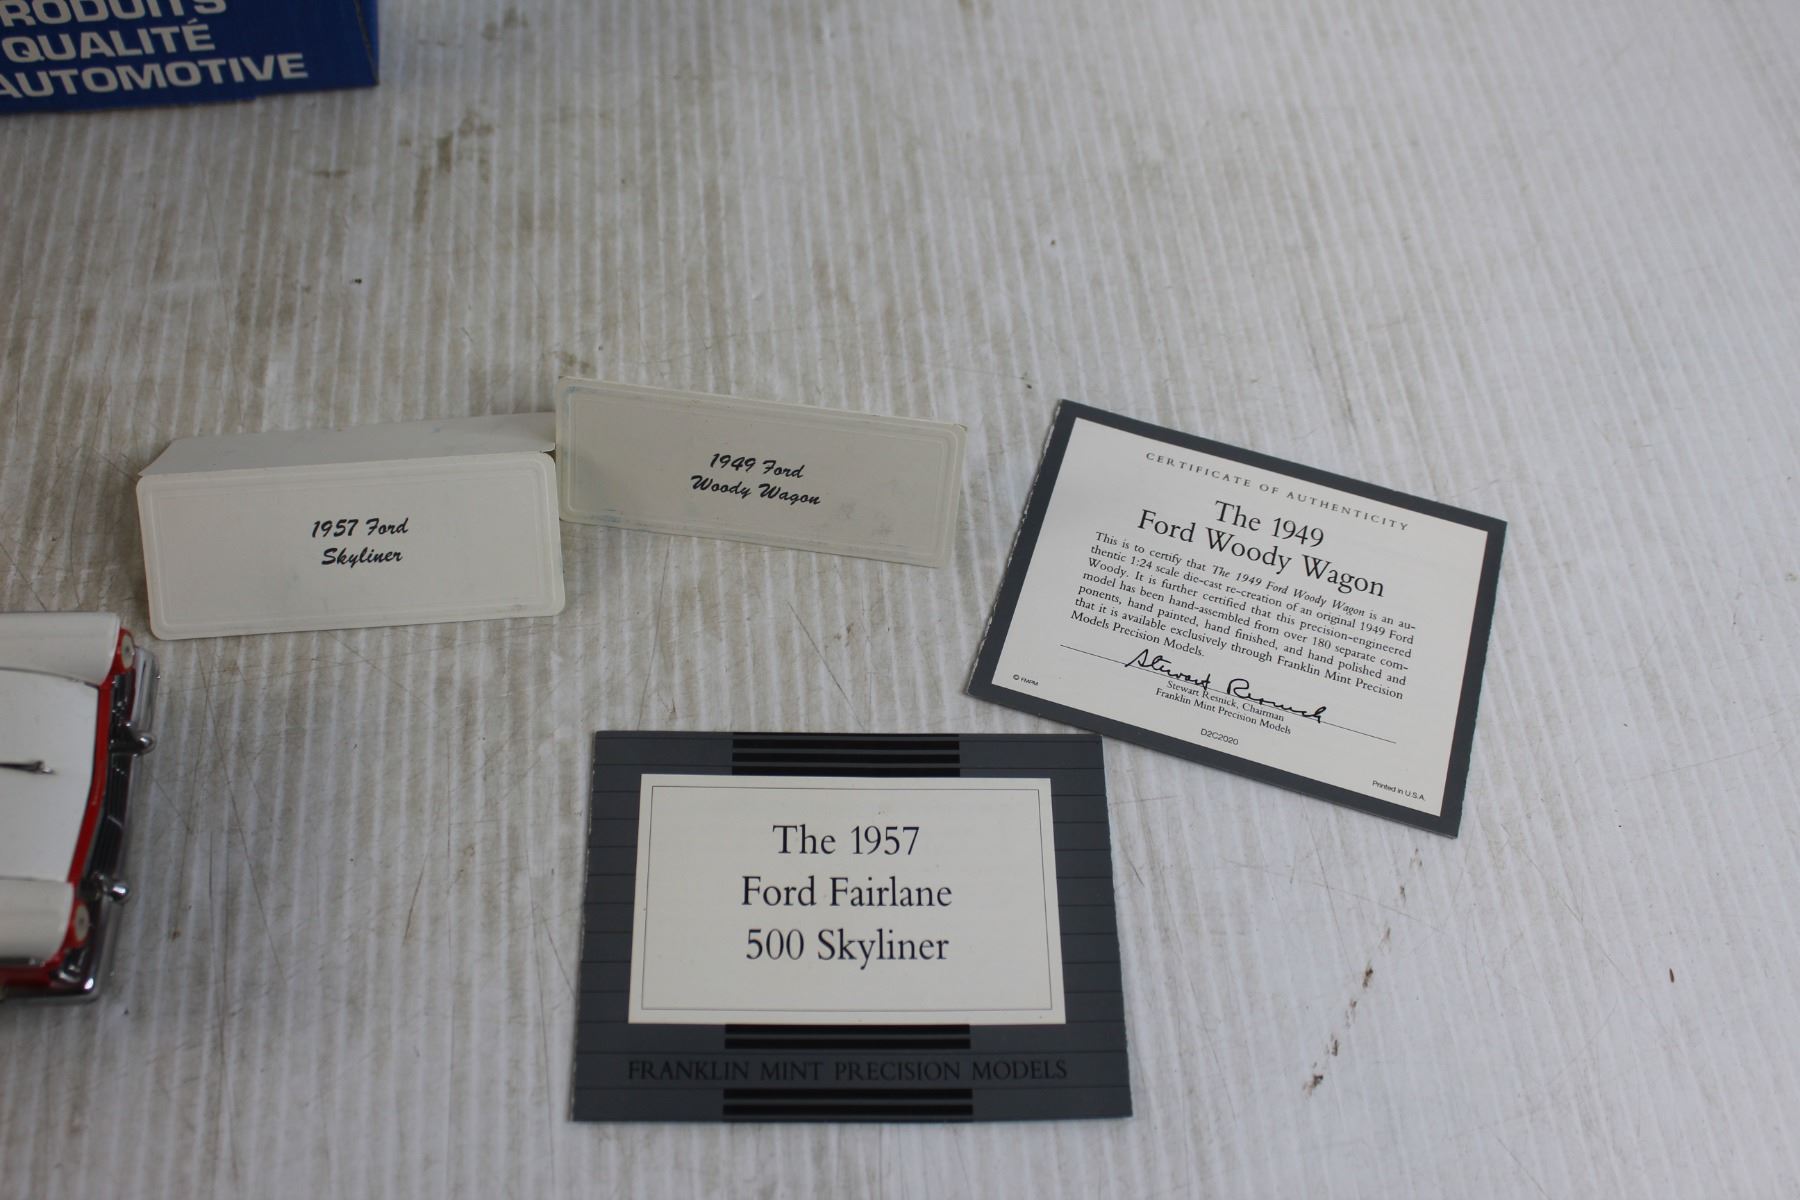 QUALITÉ
AUTOMOTIVE
1957 Ford
Skyliner
1949 Ford
Woody Wagon
CERTIFICATE OF AUTHENTICITY
The 1949
Ford Woody Wagon
This is to certify that The 1949 Ford Woody Wagon is an au-
thentic 1:24 scale die-cast re-creation of an original 1949 Ford
Woody. It is further certified that this precision-engineered
model has been hand-assembled from over 180 separate com-
ponents, hand painted, hand finished, and hand polished and
that it is available exclusively through Franklin Mint Precision
Models Precision Models.
Stewart Resnick
Stewart Resnick, Chairman
Franklin Mint Precision Models
© FMPM
D2C2020
Printed in U.S.A.
The 1957
Ford Fairlane
500 Skyliner
FRANKLIN MINT PRECISION MODELS